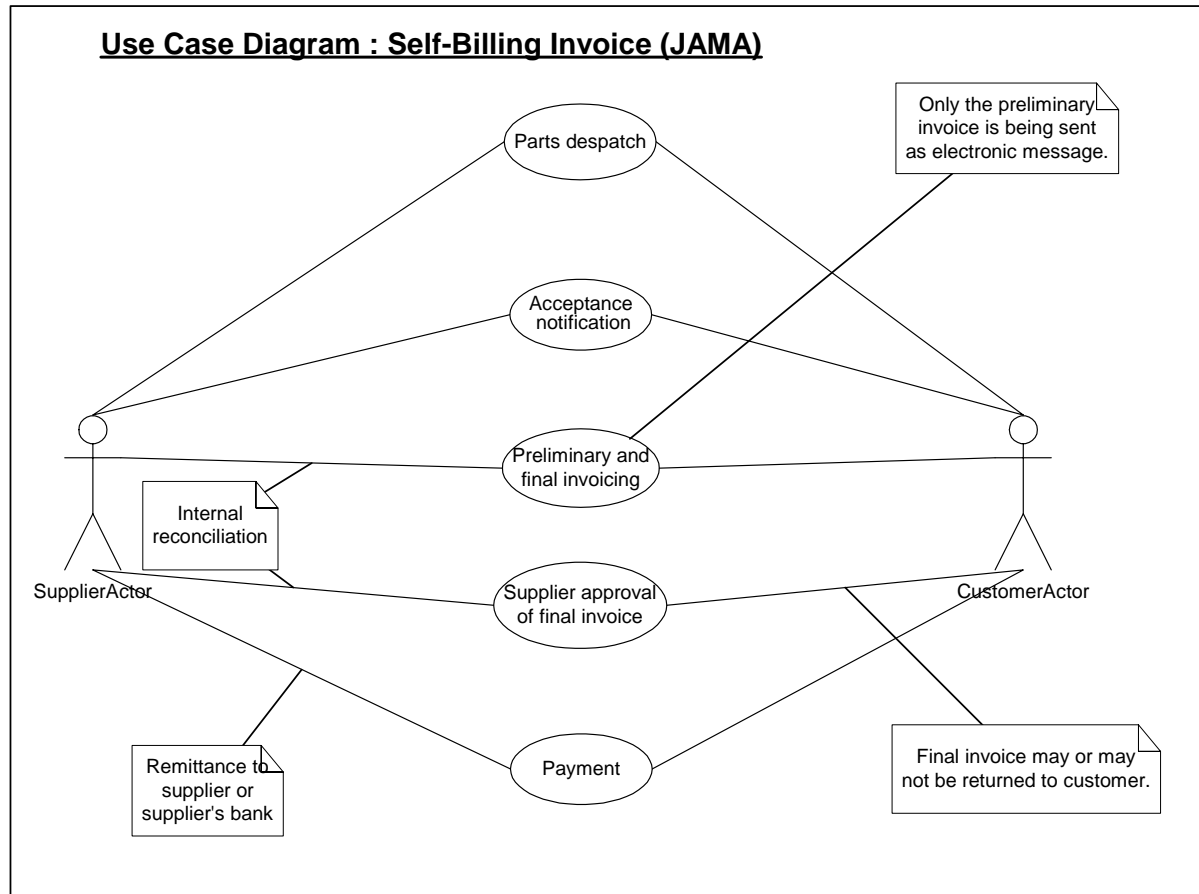 Use Case Diagram : Self-Billing Invoice (JAMA)
Only the preliminary
invoice is being sent
as electronic message.
Parts despatch
Acceptance
notification
Preliminary and
final invoicing
Internal
reconciliation
SupplierActor
Supplier approval
of final invoice
CustomerActor
Remittance to
supplier or
supplier's bank
Payment
Final invoice may or may
not be returned to customer.